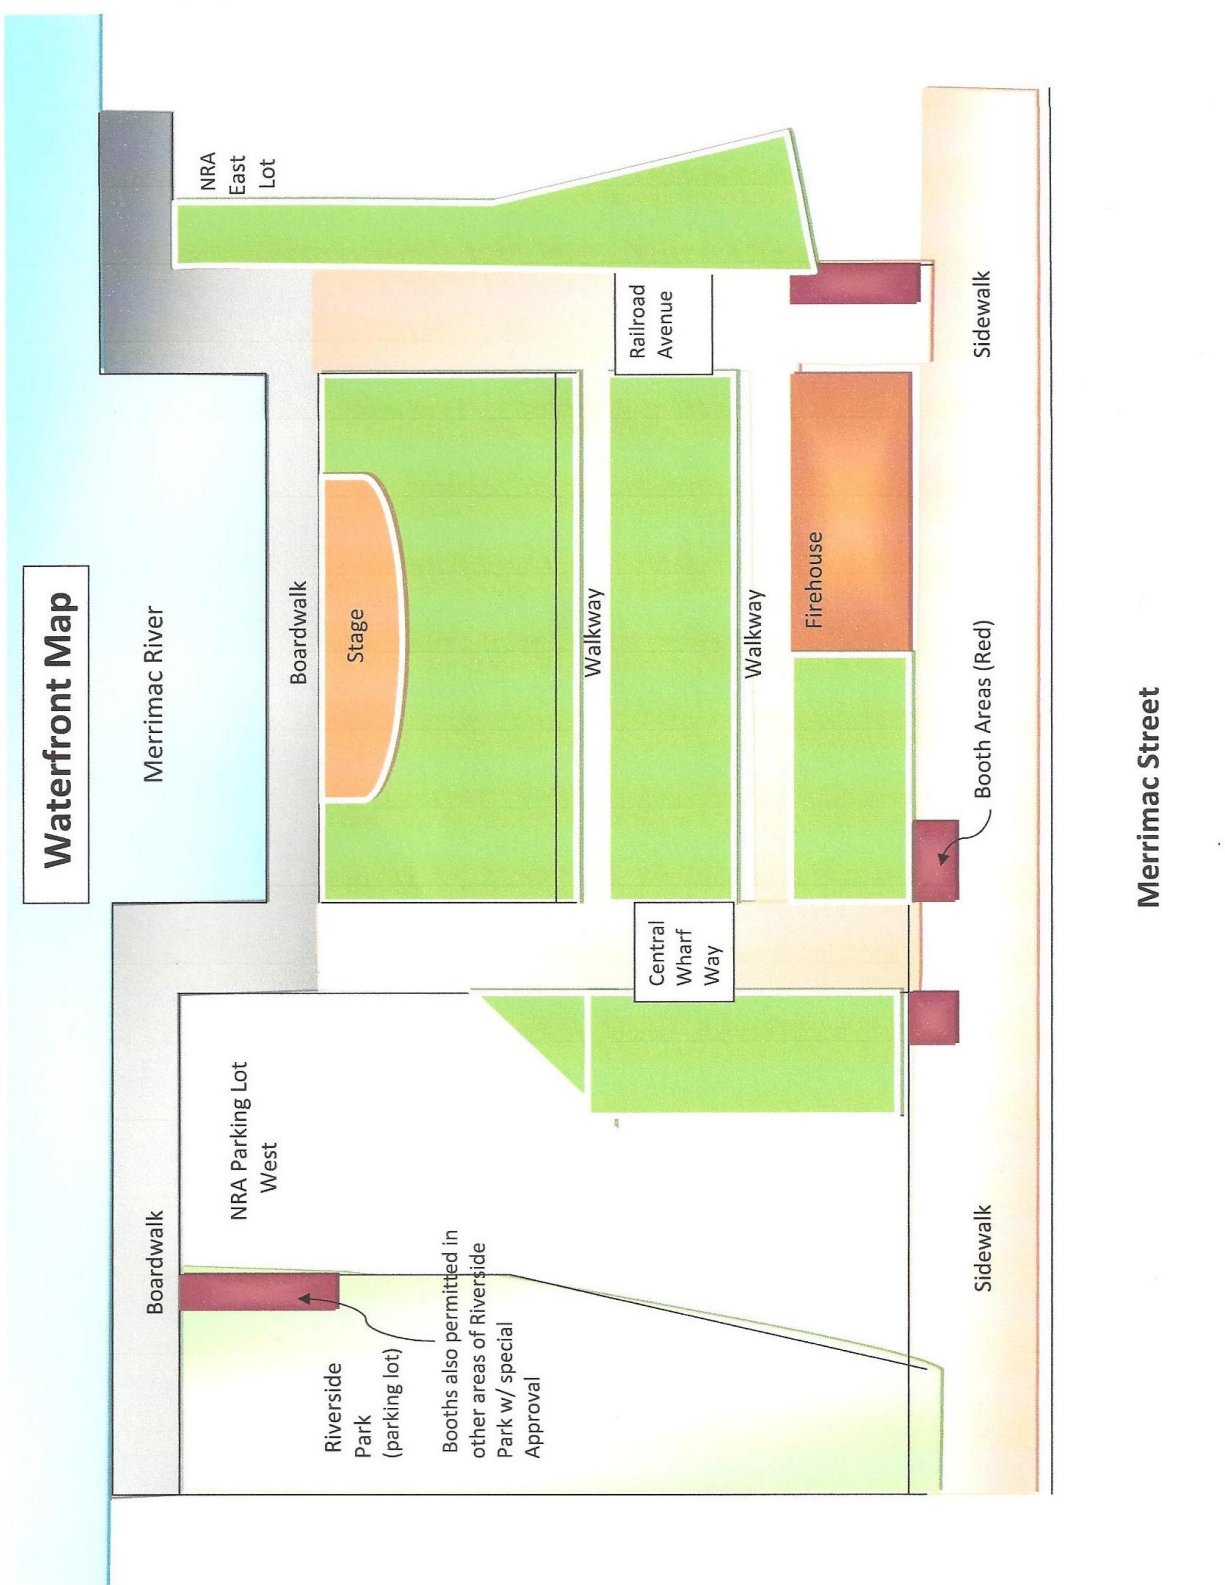 Waterfront Map
Merrimac River
Boardwalk
Boardwalk
NRA
East
Lot
NRA Parking Lot
West
Stage
Riverside
Park
(parking lot)
Booths also permitted in
other areas of Riverside
Park w/ special
Approval
Walkway
Railroad
Avenue
Central
Wharf
Way
Walkway
Firehouse
Sidewalk
Booth Areas (Red)
Sidewalk
Merrimac Street